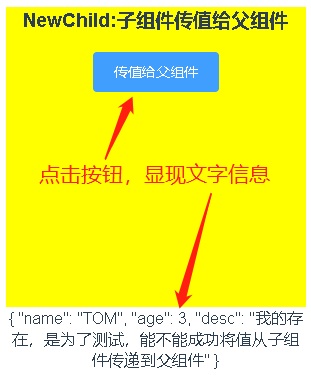 NewChild:子组件传值给父组件
传值给父组件
点击按钮，显现文字信息
{ "name": "TOM", "age": 3, "desc": "我的存
在，是为了测试，能不能成功将值从子组
件传递到父组件" }